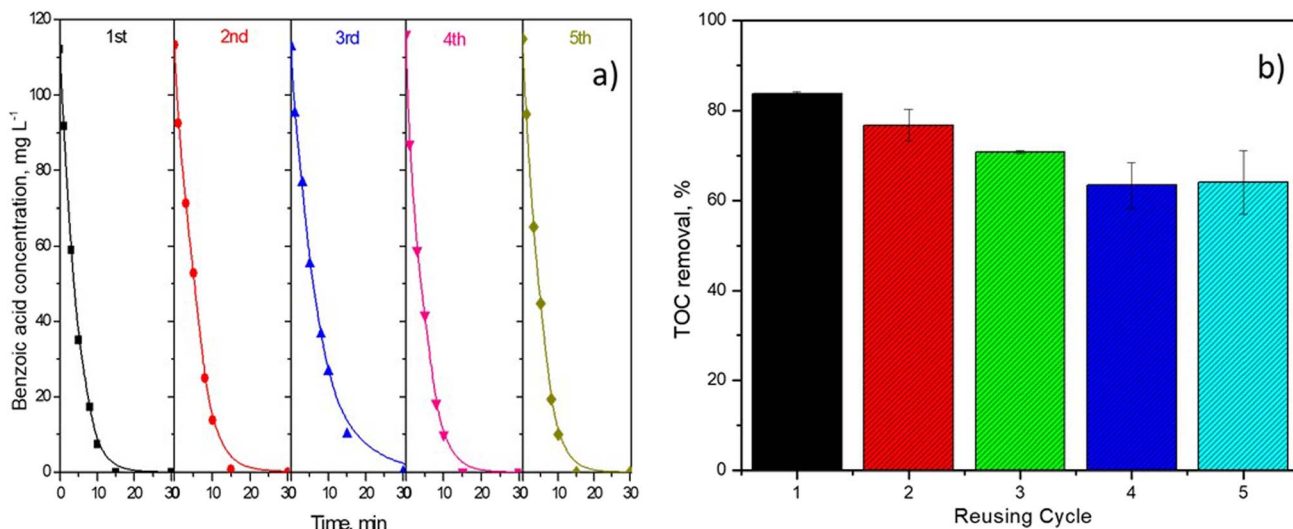 120
100
80
60
40
20
0
Benzoic acid concentration, mg L⁻¹
1st 2nd 3rd 4th 5th
a)
0 10 20 30 10 20 30 10 20 30 10 20 30 10 20 30
Time, min
100
80
60
40
20
0
TOC removal, %
b)
1 2 3 4 5
Reusing Cycle